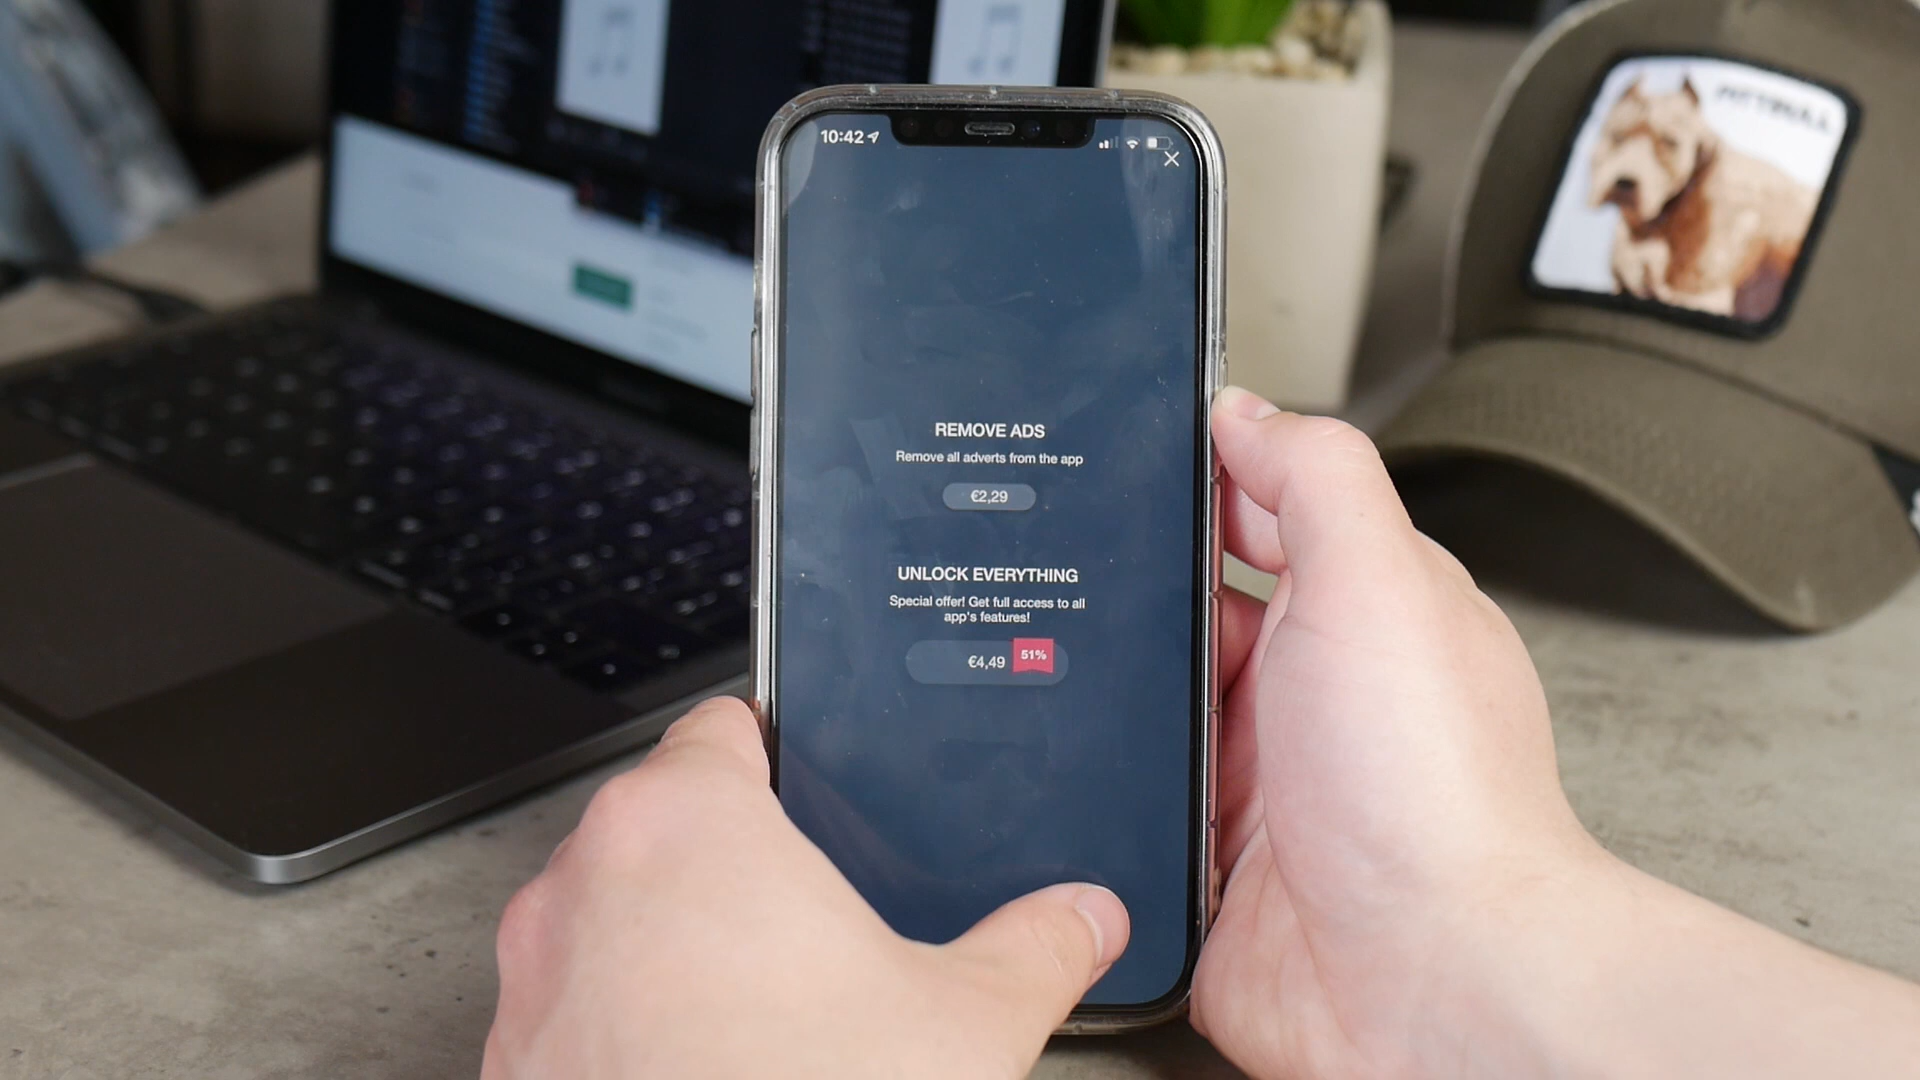 10:42
REMOVE ADS
Remove all adverts from the app
€2,29
UNLOCK EVERYTHING
Special offer! Get full access to all
app's features!
€4,49
51%
PITBULL